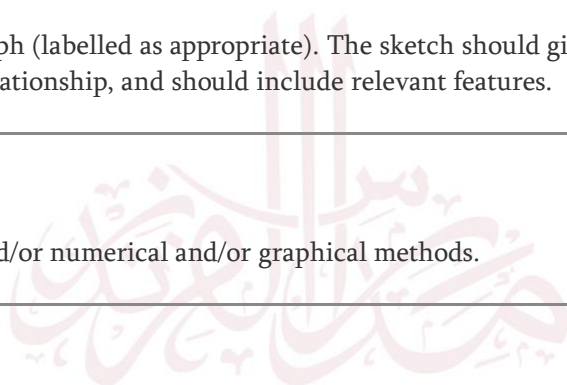 ph (labelled as appropriate). The sketch should gi
ationship, and should include relevant features.
d/or numerical and/or graphical methods.